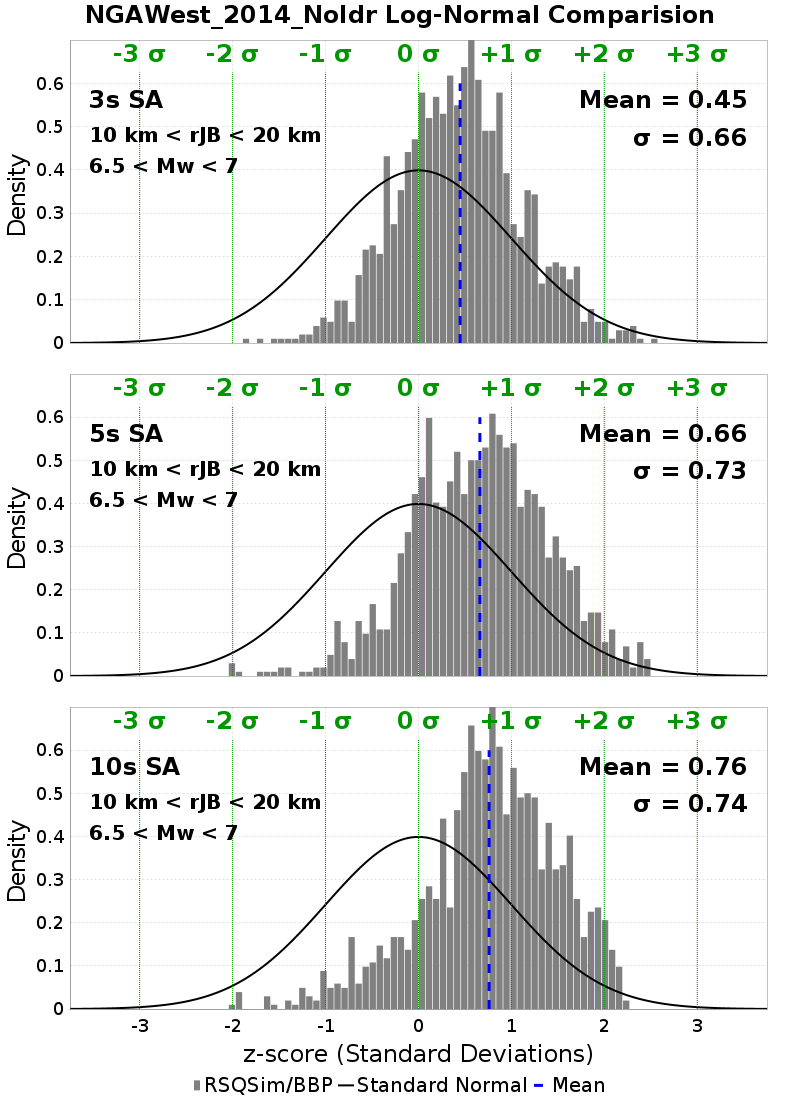 NGAWest_2014_NoIdr Log-Normal Comparision
-3 σ -2 σ -1 σ 0 σ +1 σ +2 σ +3 σ
3s SA
10 km < rJB < 20 km
6.5 < Mw < 7
Mean = 0.45
σ = 0.66
Density
0.6
0.5
0.4
0.3
0.2
0.1
0
-3 σ -2 σ -1 σ 0 σ +1 σ +2 σ +3 σ
5s SA
10 km < rJB < 20 km
6.5 < Mw < 7
Mean = 0.66
σ = 0.73
Density
0.6
0.5
0.4
0.3
0.2
0.1
0
-3 σ -2 σ -1 σ 0 σ +1 σ +2 σ +3 σ
10s SA
10 km < rJB < 20 km
6.5 < Mw < 7
Mean = 0.76
σ = 0.74
Density
0.6
0.5
0.4
0.3
0.2
0.1
0
-3 -2 -1 0 1 2 3
z-score (Standard Deviations)
RSQSim/BBP Standard Normal Mean